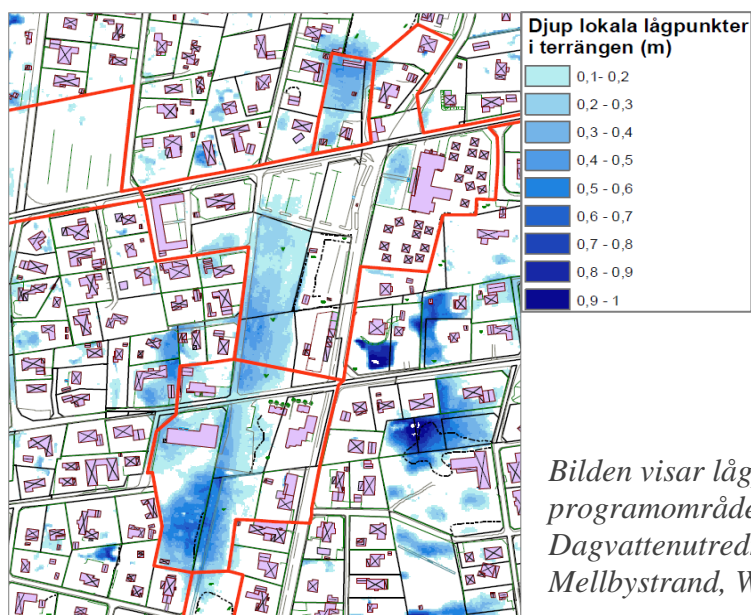 Djup lokala lågpunkter
i terrängen (m)
0,1- 0,2
0,2 - 0,3
0,3 - 0,4
0,4 - 0,5
0,5 - 0,6
0,6 - 0,7
0,7 - 0,8
0,8 - 0,9
0,9 - 1
Bilden visar låg
programområde
Dagvattenutreds
Mellbystrand, W